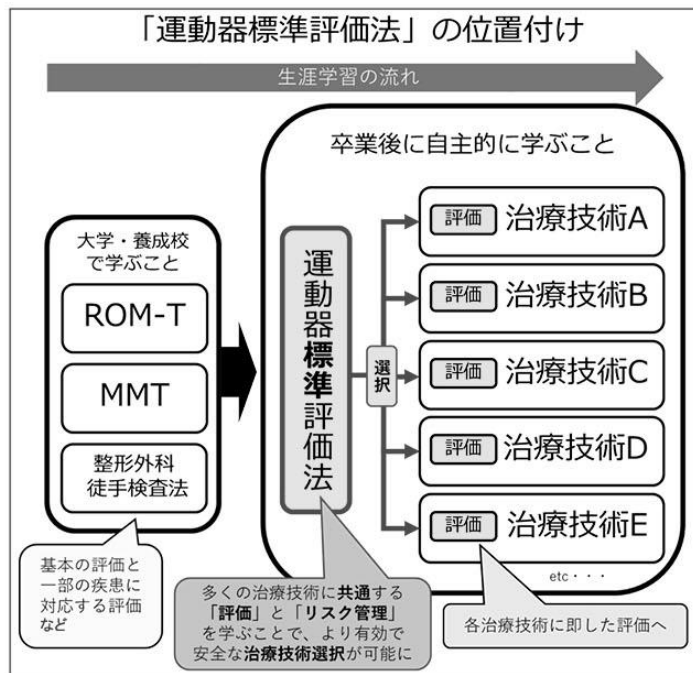 「運動器標準評価法」の位置付け
生涯学習の流れ
大学・養成校
で学ぶこと
ROM-T
MMT
整形外科
徒手検査法
基本の評価と
一部の疾患に
対応する評価
など
卒業後に自主的に学ぶこと
運動器標準評価法
選択
評価 治療技術A
評価 治療技術B
評価 治療技術C
評価 治療技術D
評価 治療技術E
etc・・・
多くの治療技術に共通する
「評価」と「リスク管理」
を学ぶことで、より有効で
安全な治療技術選択が可能に
各治療技術に即した評価へ